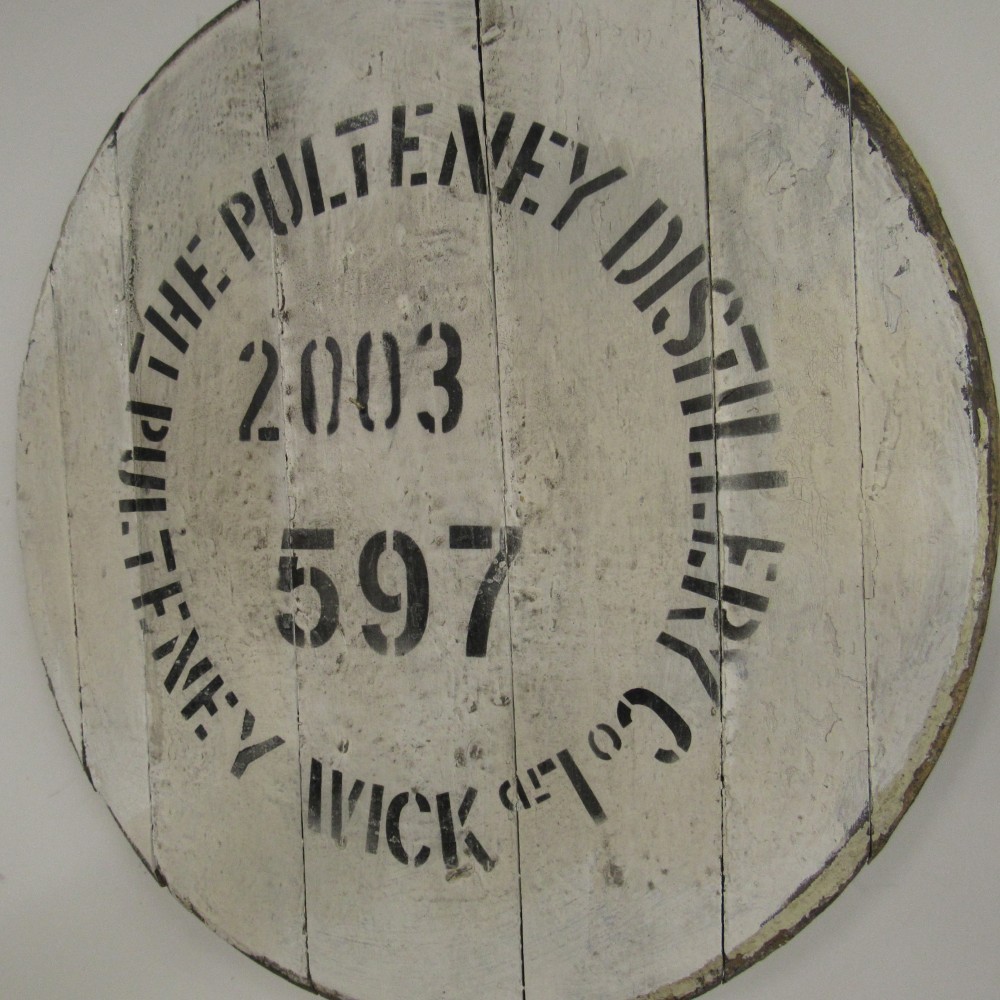 THE PULTENEY DISTILLERY Co LTD
2003
597
PULTENEY WICK